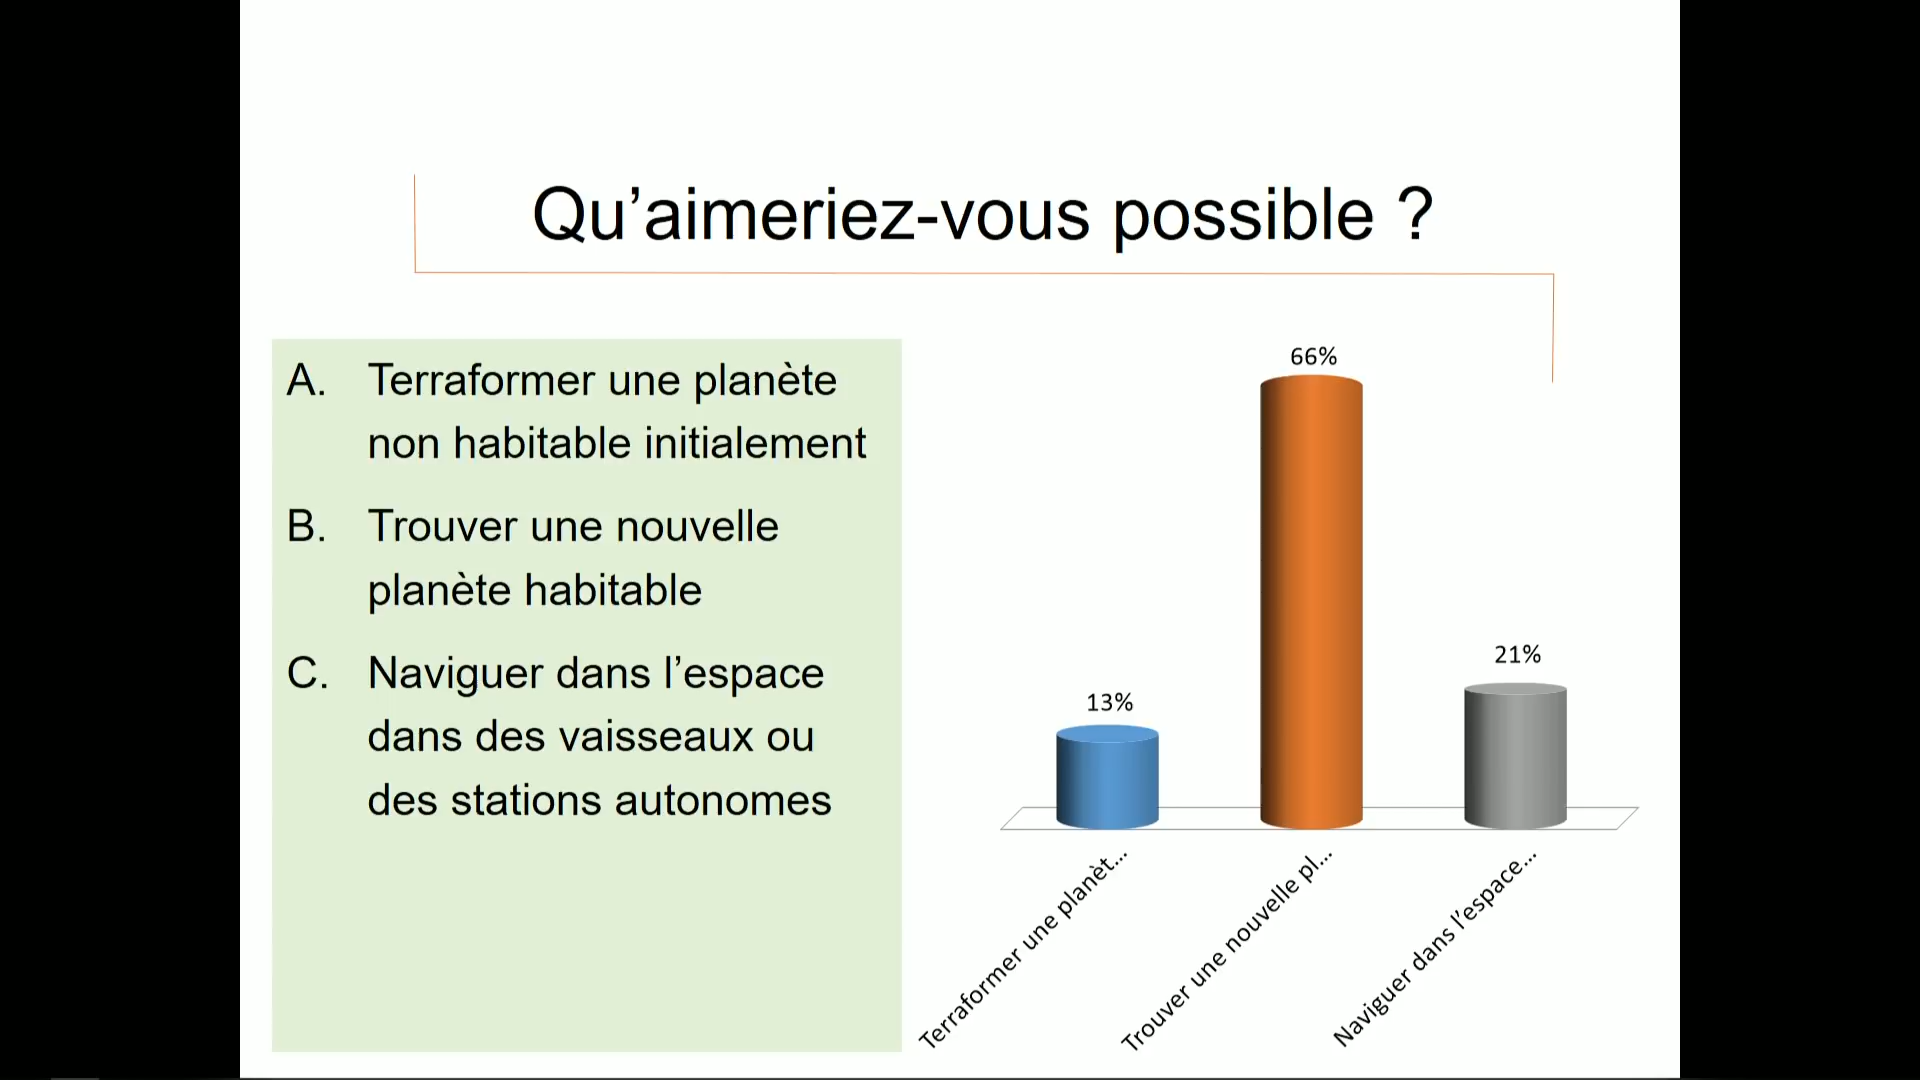 Qu’aimeriez-vous possible ?
A. Terraformer une planète
non habitable initialement
B. Trouver une nouvelle
planète habitable
C. Naviguer dans l’espace
dans des vaisseaux ou
des stations autonomes
13%
66%
21%
Terraformer une planèt...
Trouver une nouvelle pl...
Naviguer dans l’espace...